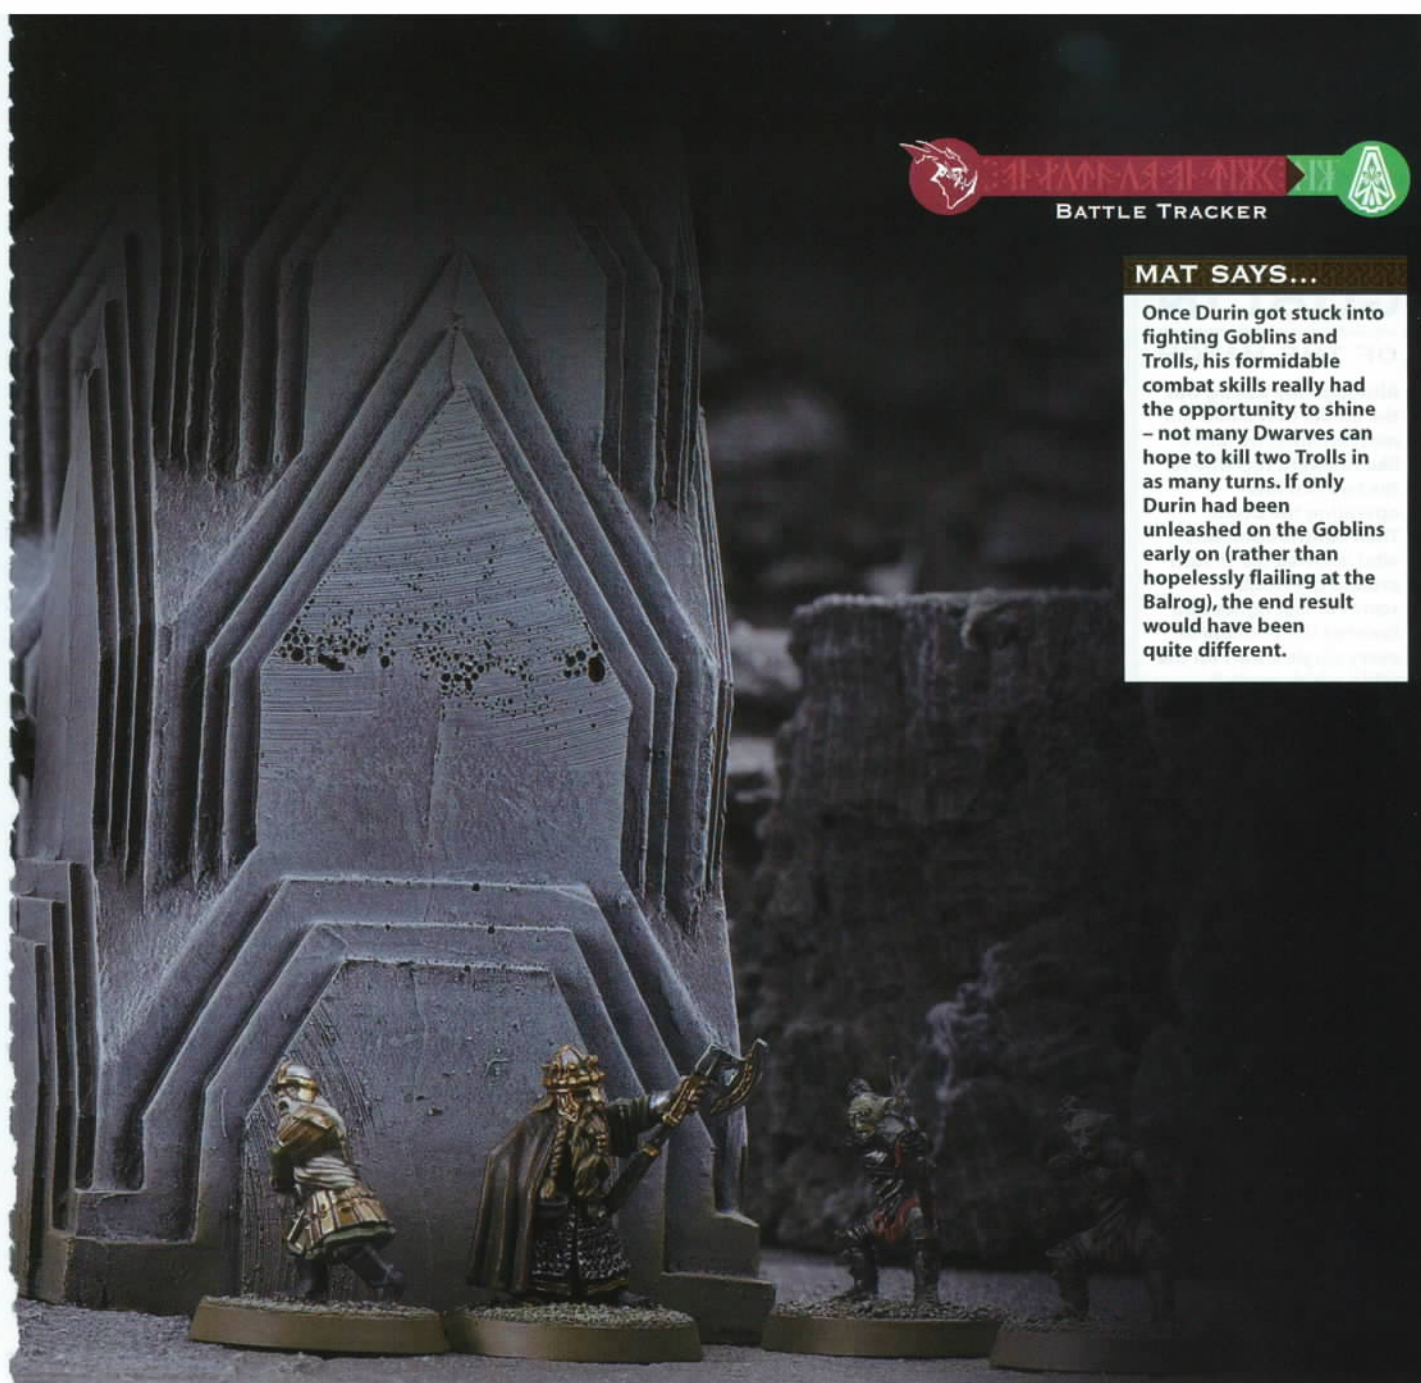 BATTLE TRACKER
MAT SAYS...
Once Durin got stuck into
fighting Goblins and
Trolls, his formidable
combat skills really had
the opportunity to shine
– not many Dwarves can
hope to kill two Trolls in
as many turns. If only
Durin had been
unleashed on the Goblins
early on (rather than
hopelessly flailing at the
Balrog), the end result
would have been
quite different.